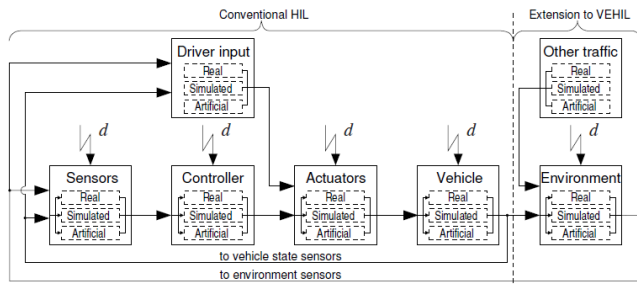 Conventional HIL
Extension to VEHIL
Driver input
Real
Simulated
Artificial
Other traffic
Real
Simulated
Artificial
d
d
d
d
d
Sensors
Real
Simulated
Artificial
Controller
Real
Simulated
Artificial
Actuators
Real
Simulated
Artificial
Vehicle
Real
Simulated
Artificial
Environment
Real
Simulated
Artificial
to vehicle state sensors
to environment sensors